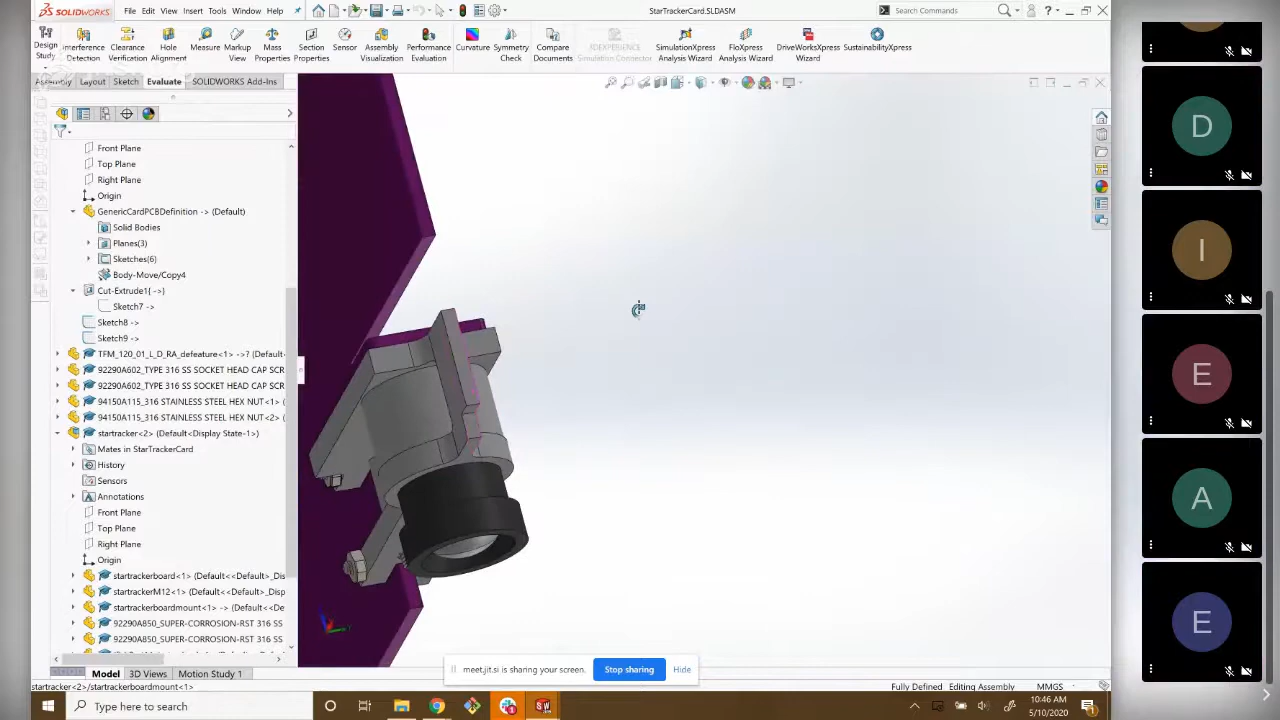 SOLIDWORKS
File Edit View Insert Tools Window Help
StarTrackerCard.SLDASM
Search Commands
Design Study
Interference Detection
Clearance Verification
Hole Alignment
Measure
Markup View
Mass Properties
Section Properties
Sensor
Assembly Visualization
Performance Evaluation
Curvature
Symmetry Check
Compare Documents
3DEXPERIENCE Simulation Connector
SimulationXpress Analysis Wizard
FloXpress Analysis Wizard
DriveWorksXpress Wizard
SustainabilityXpress
Assembly Layout Sketch Evaluate SOLIDWORKS Add-Ins
Front Plane
Top Plane
Right Plane
Origin
GenericCardPCBDefinition -> (Default)
Solid Bodies
Planes(3)
Sketches(6)
Body-Move/Copy4
Cut-Extrude1( ->)
Sketch7 ->
Sketch8 ->
Sketch9 ->
TFM_120_01_L_D_RA_defeature<1> ->? (Default
92290A602_TYPE 316 SS SOCKET HEAD CAP SCR
92290A602_TYPE 316 SS SOCKET HEAD CAP SCR
94150A115_316 STAINLESS STEEL HEX NUT<1> (
94150A115_316 STAINLESS STEEL HEX NUT<2> (
startracker<2> (Default<Display State-1>)
Mates in StarTrackerCard
History
Sensors
Annotations
Front Plane
Top Plane
Right Plane
Origin
startrackerboard<1> (Default<<Default>_Disp
startrackerM12<1> (Default<<Default>_Disp
startrackerboardmount<1> -> (Default<<De
92290A850_SUPER-CORROSION-RST 316 SS
92290A850_SUPER-CORROSION-RST 316 SS
Model 3D Views Motion Study 1
startracker<2>/startrackerboardmount<1>
Fully Defined Editing Assembly MMGS
meet.jit.si is sharing your screen. Stop sharing Hide
Type here to search
10:46 AM
5/10/2020
D
I
E
A
E